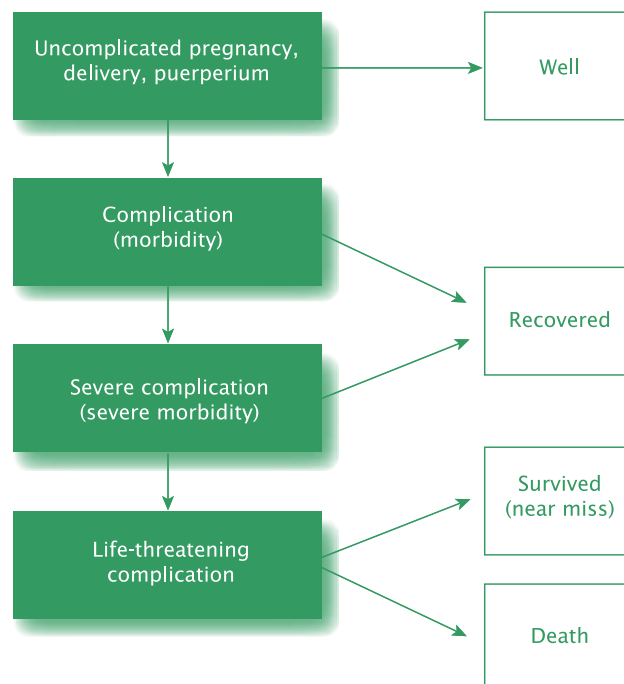 Uncomplicated pregnancy,
delivery, puerperium
Well
Complication
(morbidity)
Recovered
Severe complication
(severe morbidity)
Survived
(near miss)
Life-threatening
complication
Death